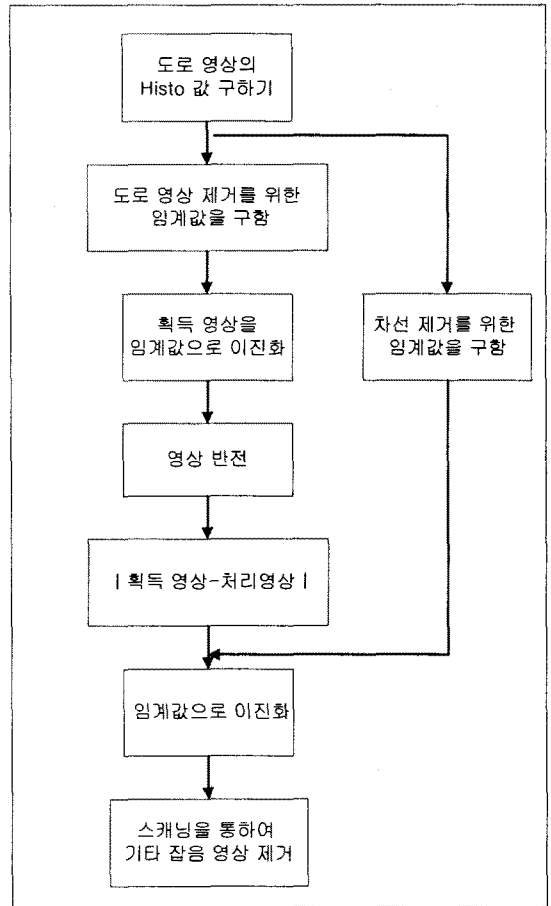 도로 영상의
Histo 값 구하기
도로 영상 제거를 위한
임계값을 구함
획득 영상을
임계값으로 이진화
차선 제거를 위한
임계값을 구함
영상 반전
| 획득 영상-처리영상 |
임계값으로 이진화
스캐닝을 통하여
기타 잡음 영상 제거